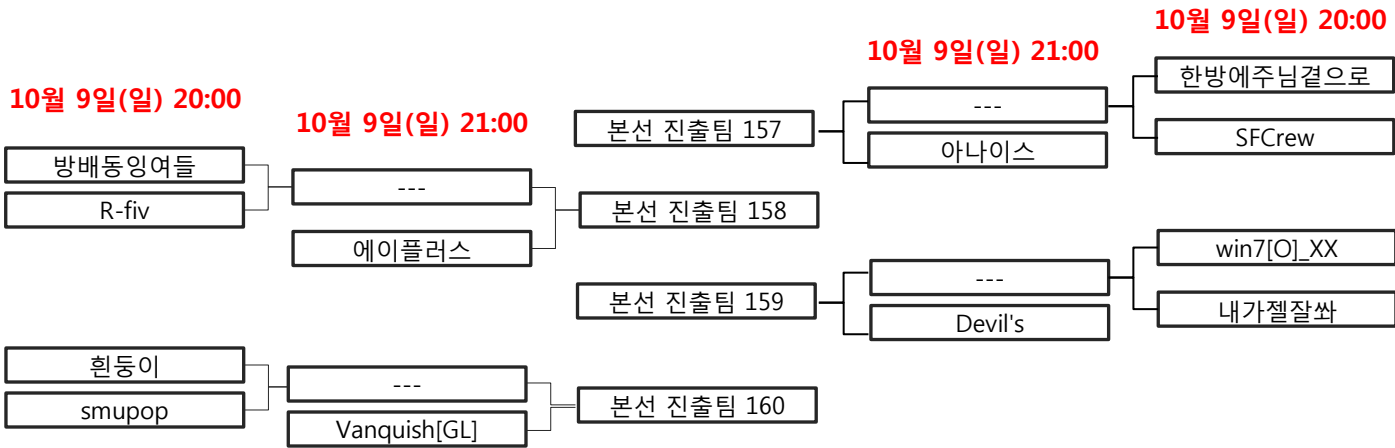 10월 9일(일) 20:00
10월 9일(일) 21:00
10월 9일(일) 20:00
10월 9일(일) 21:00
방배동잉여들
R-fiv
---
에이플러스
본선 진출팀 158
흰둥이
smupop
---
Vanquish[GL]
본선 진출팀 160
본선 진출팀 157
---
아나이스
한방에주님곁으로
SFCrew
본선 진출팀 159
---
Devil's
win7[O]_XX
내가젤잘쏴